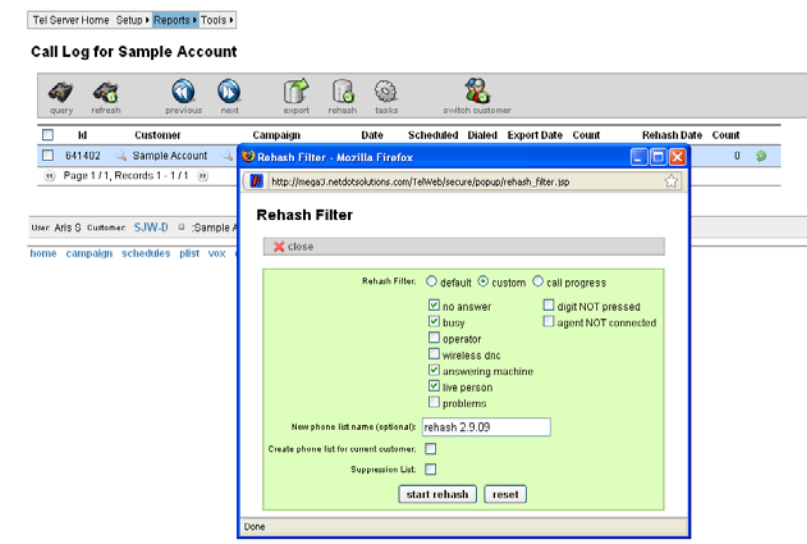 Tel Server Home Setup Reports Tools
Call Log for Sample Account
query refresh previous next export rehash tasks switch customer
Id Customer Campaign Date Scheduled Dialed Export Date Count Rehash Date Count
641402 Sample Account 0
Page 1 / 1, Records 1 - 1 / 1
User: Aris S Customer: SJW-D :Sample A
home campaign schedules plist vox
Rehash Filter - Mozilla Firefox
http://mega3.netdotsolutions.com/TelWeb/secure/popup/rehash_filter.jsp
Rehash Filter
close
Rehash Filter: default custom call progress
no answer digit NOT pressed
busy agent NOT connected
operator
wireless dnc
answering machine
live person
problems
New phone list name (optional): rehash 2.9.09
Create phone list for current customer:
Suppression List:
start rehash reset
Done